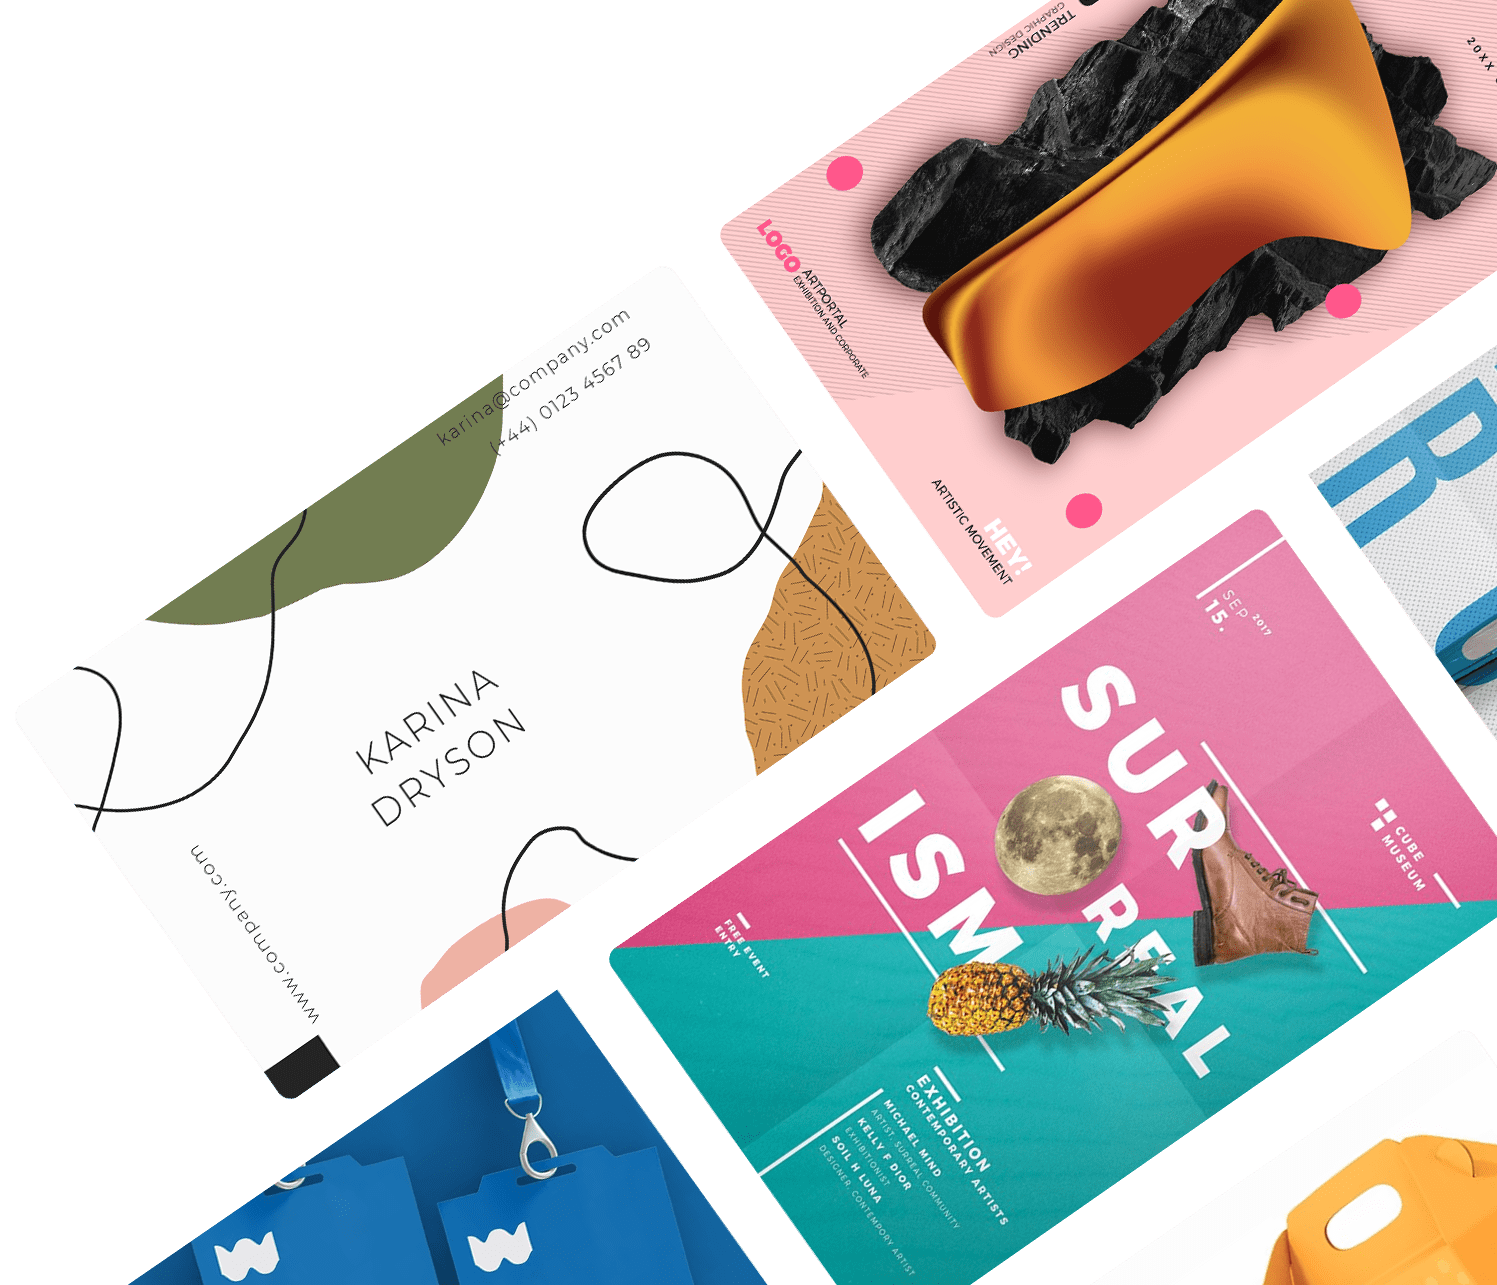 TRENDING
GRAPHIC DESIGN
20XX
LOGO
ARTPORTAL
EXHIBITION AND CORPORATE
HEY!
ARTISTIC MOVEMENT
karina@company.com
(+44) 0123 4567 89
KARINA
DRYSON
www.company.com
R
SEP 2017
15.
SUR
REAL
ISM
CUBE
MUSEUM
FREE EVENT
ENTRY
EXHIBITION
CONTEMPORARY ARTISTS
MICHAEL MIND
ARTIST, SURREAL COMMUNITY
KELLY F DIOR
EXHIBITIONIST
SOIL H LUNA
DESIGNER, CONTEMPORY ARTIST